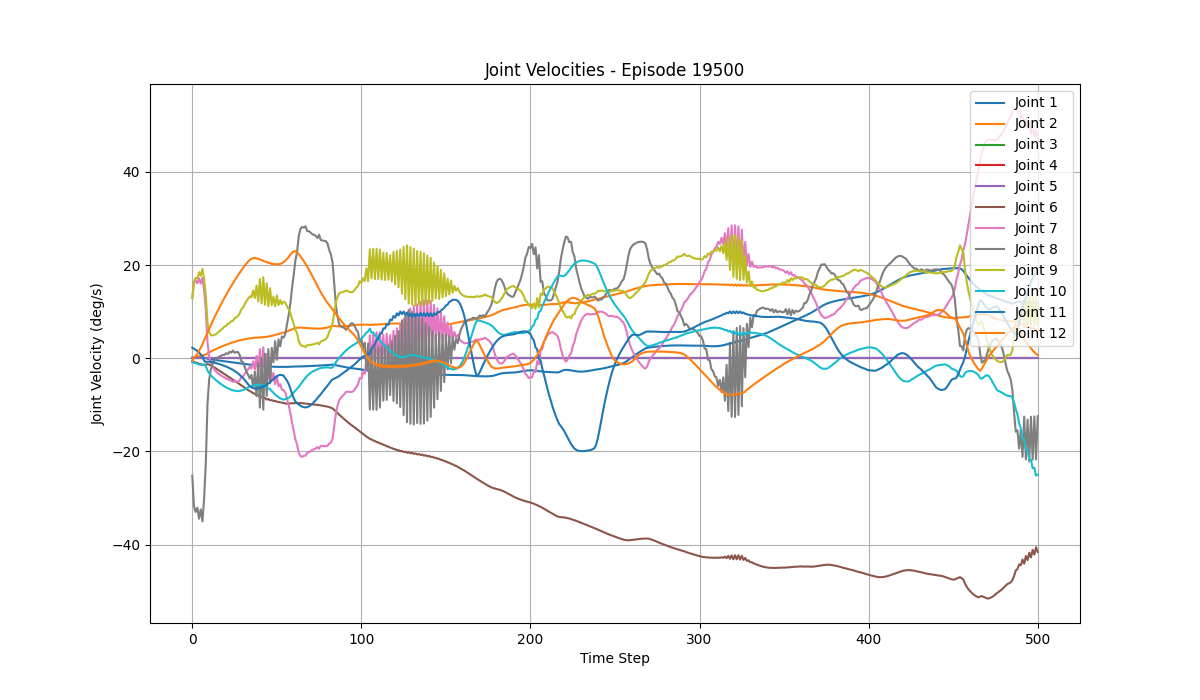 Joint Velocities - Episode 19500
Joint Velocity (deg/s)
40
20
0
−20
−40
0
100
200
300
400
500
Time Step
Joint 1
Joint 2
Joint 3
Joint 4
Joint 5
Joint 6
Joint 7
Joint 8
Joint 9
Joint 10
Joint 11
Joint 12